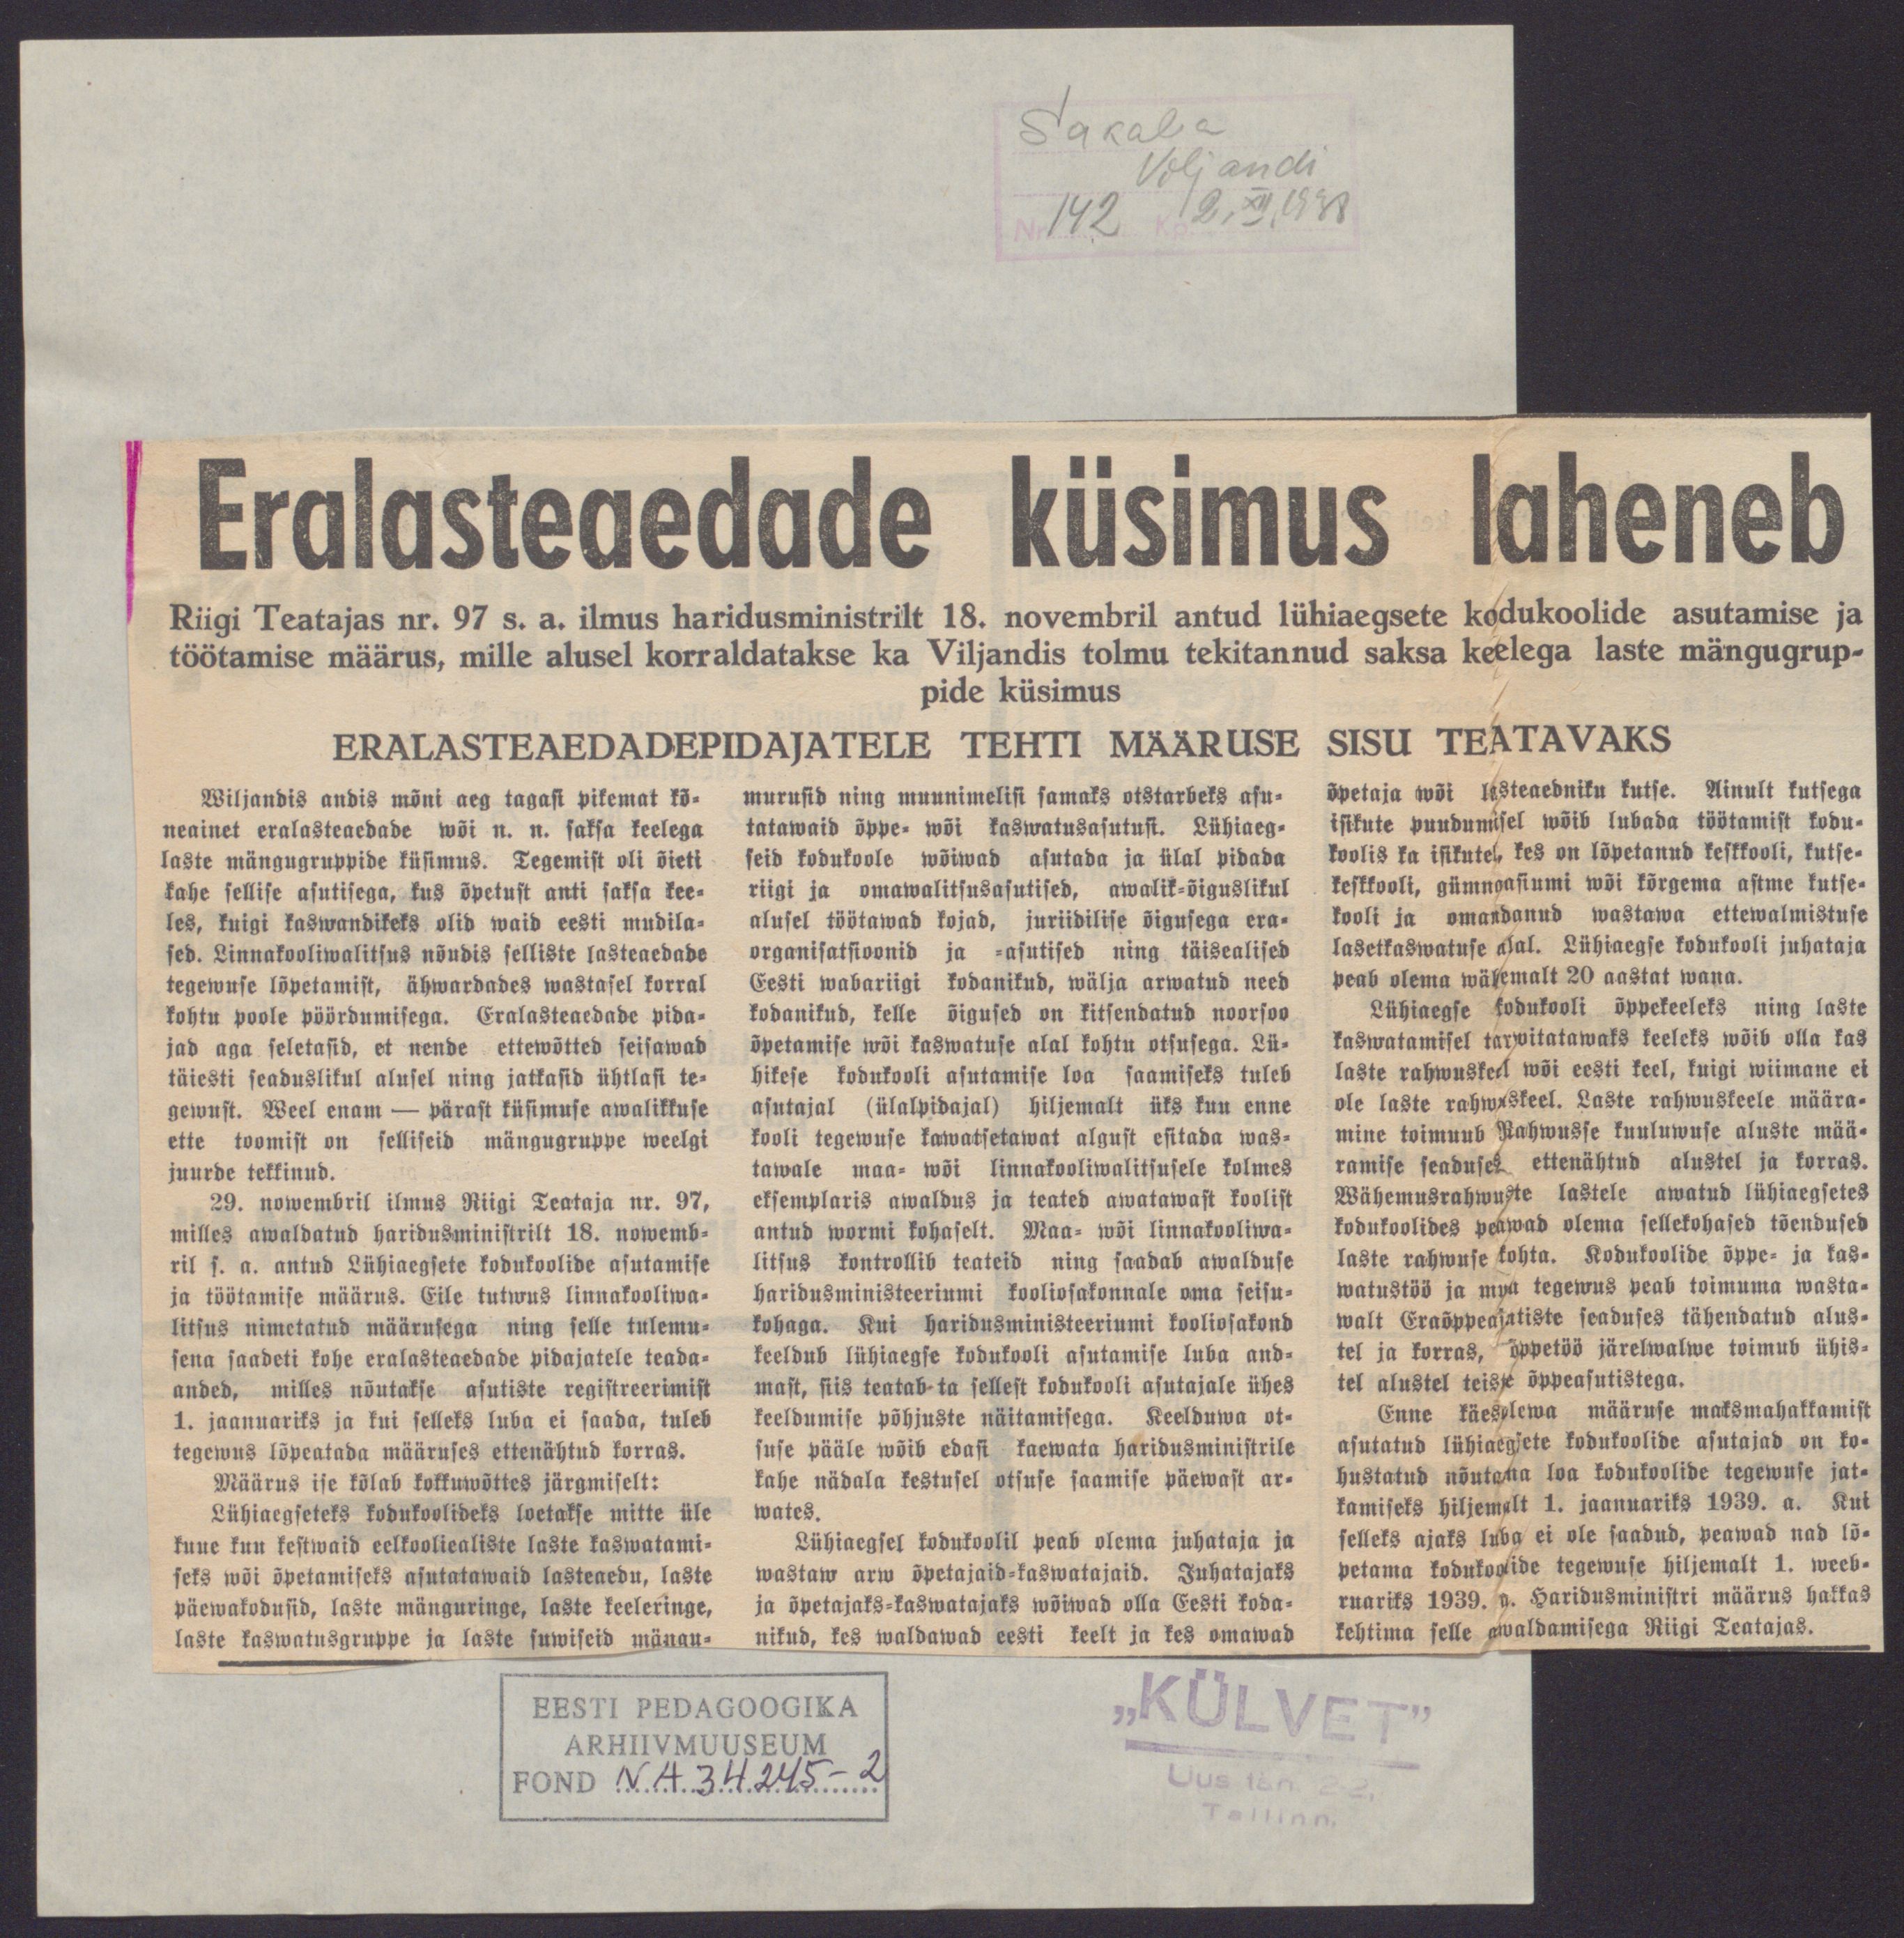 Sakala
Viljandi
Nr. 142 Kp. 2. XII. 1938
Eralasteaedade küsimus laheneb
Riigi Teatajas nr. 97 s. a. ilmus haridusministrilt 18. novembril antud lühiaegsete kodukoolide asutamise ja
töötamise määrus, mille alusel korraldatakse ka Viljandis tolmu tekitannud saksa keelega laste mängugrup-
pide küsimus
ERALASTEAEDADEPIDAJATELE TEHTI MÄÄRUSE SISU TEATAVAKS
Wiljandis andis mõni aeg tagasi pikemat kõ-
neainet eralasteaedade wõi n. n. saksa keelega
laste mängugruppide küsimus. Tegemist oli õieti
kahe sellise asutisega, kus õpetust anti saksa kee-
les, kuigi kaswandikeks olid waid eesti mudila-
sed. Linnakooliwalitsus nõudis selliste lasteaedade
tegewuse lõpetamist, ähwardades wastasel korral
kohtu poole pöördumisega. Eralasteaedade pida-
jad aga seletasid, et nende ettewõtted seisawad
täiesti seaduslikul alusel ning jatkasid ühtlasi te-
gewust. Weel enam — pärast küsimuse awalikkuse
ette toomist on selliseid mängugruppe weelgi
juurde tekkinud.
29. nowembril ilmus Riigi Teataja nr. 97,
milles awaldatud haridusministrilt 18. nowemb-
ril s. a. antud Lühiaegsete kodukoolide asutamise
ja töötamise määrus. Eile tutwus linnakooliwa-
litsus nimetatud määrusega ning selle tulemu-
sena saadeti kohe eralasteaedade pidajatele teada-
anded, milles nõutakse asutiste registreerimist
1. jaanuariks ja kui selleks luba ei saada, tuleb
tegewus lõpeatada määruses ettenähtud korras.
Määrus ise kõlab kokkuwõttes järgmiselt:
Lühiaegseteks kodukoolideks loetakse mitte üle
kuue kuu kestwaid eelkooliealiste laste kaswatami-
seks wõi õpetamiseks asutatawaid lasteaedu, laste
päewakodusid, laste mänguringe, laste keeleringe,
laste kaswatusgruppe ja laste suwiseid mängu-
murusid ning muunimelisi samaks otstarbeks asu-
tatawaid õppe- wõi kaswatusasutusi. Lühiaeg-
seid kodukoole wõiwad asutada ja ülal pidada
riigi ja omawalitsusasutised, awalik-õiguslikul
alusel töötawad kojad, juriidilise õigusega era-
organisatsioonid ja -asutised ning täisealised
Eesti wabariigi kodanikud, wälja arwatud need
kodanikud, kelle õigused on kitsendatud noorsoo
õpetamise wõi kaswatuse alal kohtu otsusega. Lü-
hikese kodukooli asutamise loa saamiseks tuleb
asutajal (ülalpidajal) hiljemalt üks kuu enne
kooli tegewuse kawatsetawat algust esitada was-
tawale maa- wõi linnakooliwalitsusele kolmes
eksemplaris awaldus ja teated awatawast koolist
antud wormi kohaselt. Maa- wõi linnakooliwa-
litsus kontrollib teateid ning saadab awalduse
haridusministeeriumi kooliosakonnale oma seisu-
kohaga. Kui haridusministeeriumi kooliosakond
keeldub lühiaegse kodukooli asutamise luba and-
mast, siis teatab ta sellest kodukooli asutajale ühes
keeldumise põhjuste näitamisega. Keelduwa ot-
suse pääle wõib edasi kaewata haridusministrile
kahe nädala kestusel otsuse saamise päewast ar-
wates.
Lühiaegsel kodukoolil peab olema juhataja ja
wastaw arw õpetajaid-kaswatajaid. Juhatajaks
ja õpetajaks-kaswatajaks wõiwad olla Eesti koda-
nikud, kes waldawad eesti keelt ja kes omawad
õpetaja wõi lasteaedniku kutse. Ainult kutsega
isikute puudumisel wõib lubada töötamist kodu-
koolis ka isikutel, kes on lõpetanud keskkooli, kutse-
keskkooli, gümnaasiumi wõi kõrgema astme kutse-
kooli ja omandanud wastawa ettewalmistuse
lasetkaswatuse alal. Lühiaegse kodukooli juhataja
peab olema wähemalt 20 aastat wana.
Lühiaegse kodukooli õppekeeleks ning laste
kaswatamisel tarwitatawaks keeleks wõib olla kas
laste rahwuskeel wõi eesti keel, kuigi wiimane ei
ole laste rahwuskeel. Laste rahwuskeele määra-
mine toimuub Rahwusse kuuluwuse aluste mää-
ramise seaduses ettenähtud alustel ja korras.
Wähemusrahwuste lastele awatud lühiaegsetes
kodukoolides peawad olema sellekohased tõendused
laste rahwuse kohta. Kodukoolide õppe- ja kas-
watustöö ja muu tegewus peab toimuma wasta-
walt Eraõppeasutiste seaduses tähendatud alus-
tel ja korras, õppetöö järelwalwe toimub ühis-
tel alustel teiste õppeasutistega.
Enne käesolewa määruse maksmahakkamist
asutatud lühiaegsete kodukoolide asutajad on ko-
hustatud nõutama loa kodukoolide tegewuse jat-
kamiseks hiljemalt 1. jaanuariks 1939. a. Kui
selleks ajaks luba ei ole saadud, peawad nad lõ-
petama kodukoolide tegewuse hiljemalt 1. weeb-
ruariks 1939. a. Haridusministri määrus hakkas
kehtima selle awaldamisega Riigi Teatajas.
EESTI PEDAGOOGIKA
ARHIIVMUUSEUM
FOND NA 34245-2
„KÜLVET”
Uus tän. 22,
Tallinn.